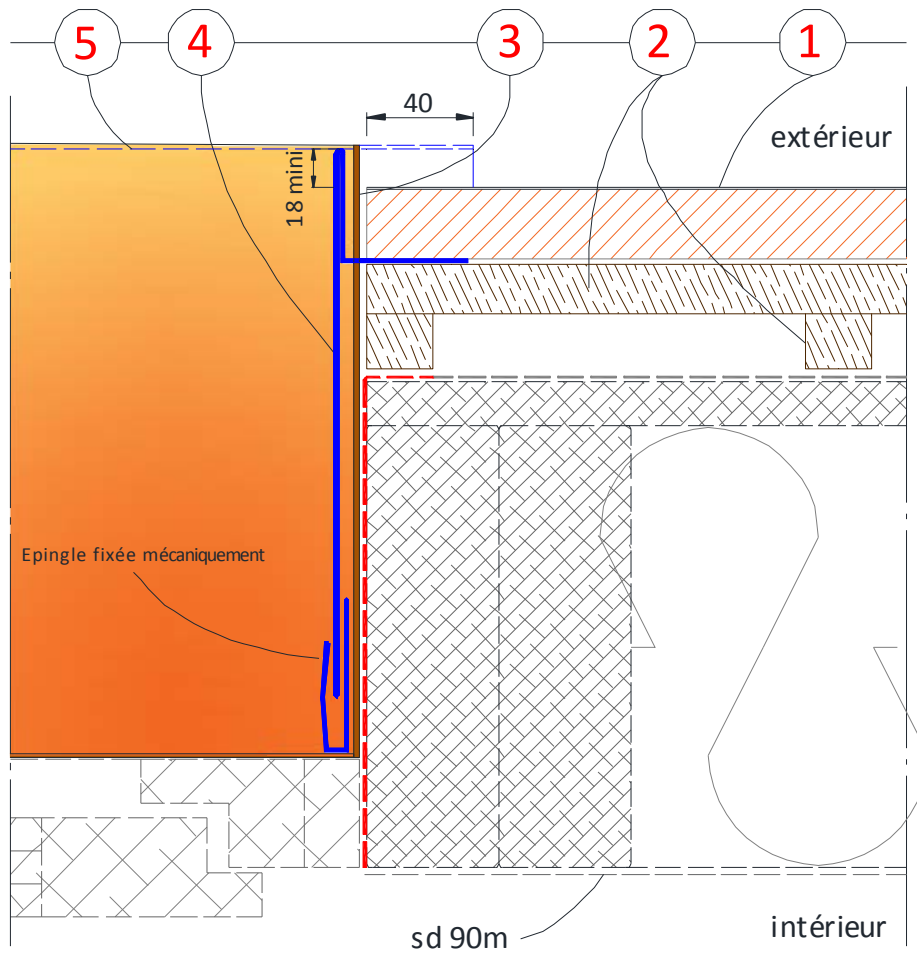 5 4 3 2 1
40
extérieur
18 mini
Epingle fixée mécaniquement
sd 90m
intérieur